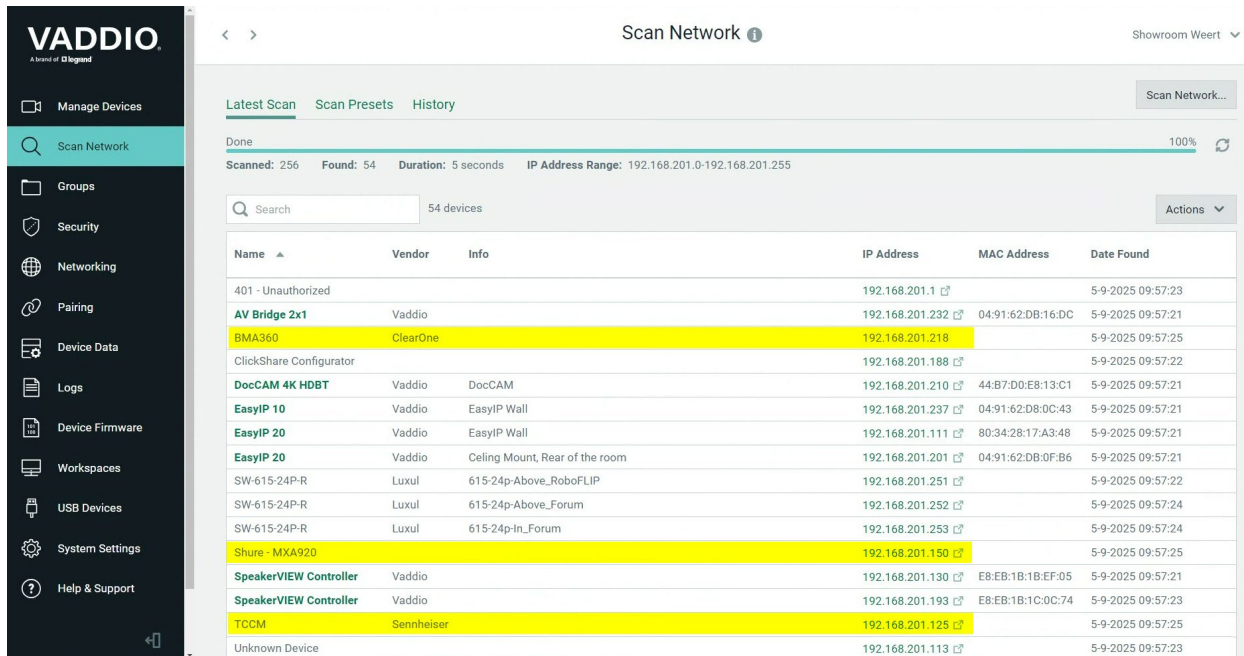 VADDIO
A brand of legrand
Manage Devices
Scan Network
Groups
Security
Networking
Pairing
Device Data
Logs
Device Firmware
Workspaces
USB Devices
System Settings
Help & Support
Scan Network
Showroom Weert
Latest Scan Scan Presets History
Scan Network...
Done 100%
Scanned: 256 Found: 54 Duration: 5 seconds IP Address Range: 192.168.201.0-192.168.201.255
Search 54 devices Actions
Name Vendor Info IP Address MAC Address Date Found
401 - Unauthorized 192.168.201.1 5-9-2025 09:57:23
AV Bridge 2x1 Vaddio 192.168.201.232 04:91:62:DB:16:DC 5-9-2025 09:57:21
BMA360 ClearOne 192.168.201.218 5-9-2025 09:57:25
ClickShare Configurator 192.168.201.188 5-9-2025 09:57:22
DocCAM 4K HDBT Vaddio DocCAM 192.168.201.210 44:B7:D0:E8:13:C1 5-9-2025 09:57:21
EasyIP 10 Vaddio EasyIP Wall 192.168.201.237 04:91:62:D8:0C:43 5-9-2025 09:57:21
EasyIP 20 Vaddio EasyIP Wall 192.168.201.111 80:34:28:17:A3:48 5-9-2025 09:57:21
EasyIP 20 Vaddio Celing Mount, Rear of the room 192.168.201.201 04:91:62:DB:0F:B6 5-9-2025 09:57:21
SW-615-24P-R Luxul 615-24p-Above_RoboFLIP 192.168.201.251 5-9-2025 09:57:22
SW-615-24P-R Luxul 615-24p-Above_Forum 192.168.201.252 5-9-2025 09:57:24
SW-615-24P-R Luxul 615-24p-In_Forum 192.168.201.253 5-9-2025 09:57:24
Shure - MXA920 192.168.201.150 5-9-2025 09:57:25
SpeakerVIEW Controller Vaddio 192.168.201.130 E8:EB:1B:1B:EF:05 5-9-2025 09:57:21
SpeakerVIEW Controller Vaddio 192.168.201.193 E8:EB:1B:1C:0C:74 5-9-2025 09:57:23
TCCM Sennheiser 192.168.201.125 5-9-2025 09:57:25
Unknown Device 192.168.201.113 5-9-2025 09:57:23